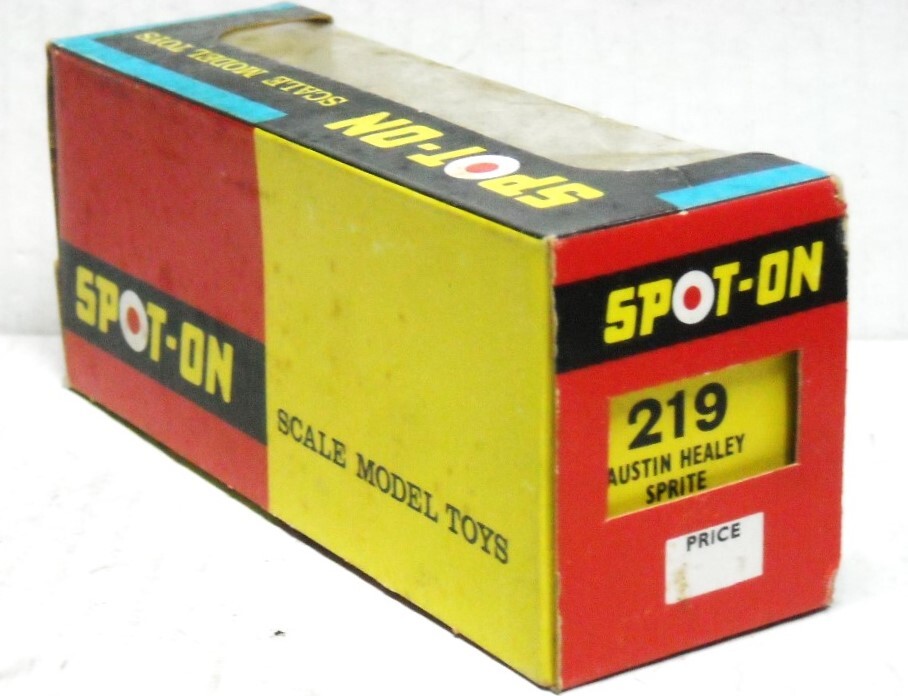 SCALE MODEL TOYS
SPOT-ON
SPOT-ON
SCALE MODEL TOYS
SPOT-ON
219
AUSTIN HEALEY
SPRITE
PRICE